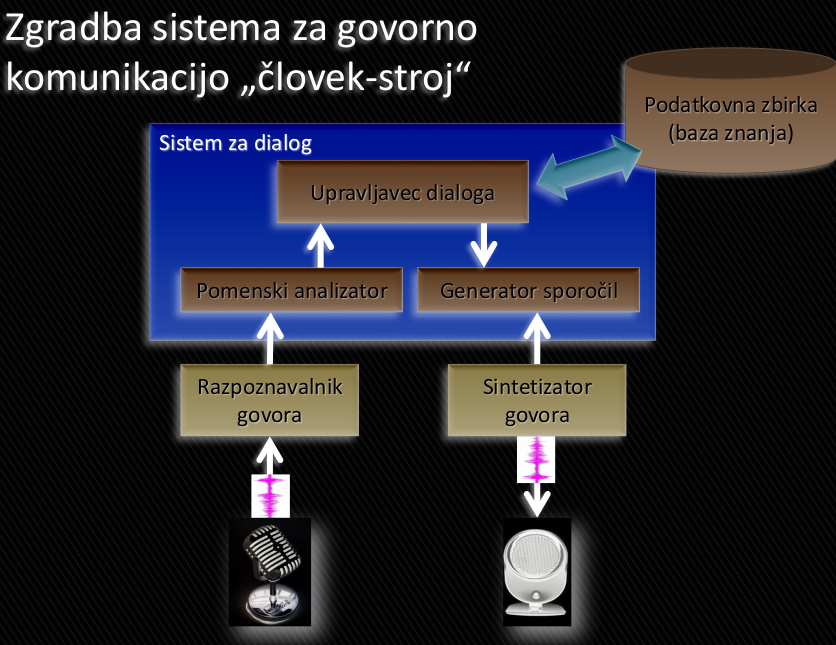 Zgradba sistema za govorno
komunikacijo „človek-stroj“
Podatkovna zbirka
(baza znanja)
Sistem za dialog
Upravljavec dialoga
Pomenski analizator
Generator sporočil
Razpoznavalnik
govora
Sintetizator
govora